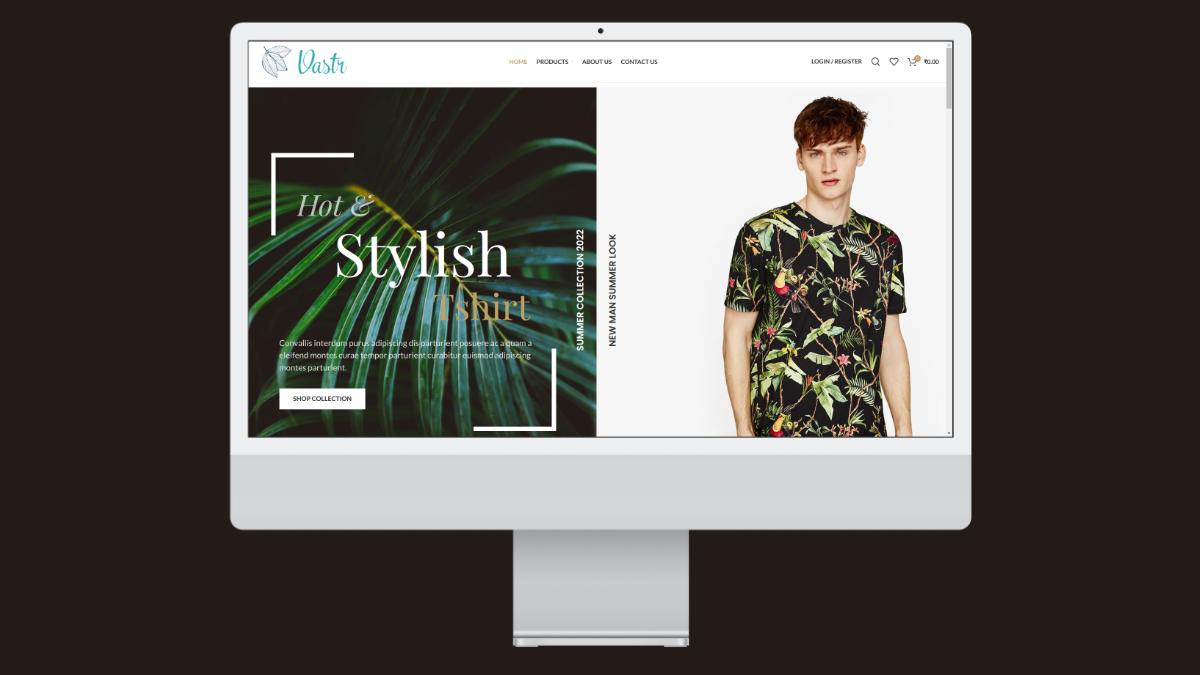 Vastr
HOME PRODUCTS ABOUT US CONTACT US
LOGIN / REGISTER
0
₹0.00
Hot &
Stylish
Tshirt
Convallis interdum purus adipiscing dis parturient posuere ac a quam a
eleifend montes curae tempor parturient curabitur euismod adipiscing
montes parturient.
SHOP COLLECTION
SUMMER COLLECTION 2022
NEW MAN SUMMER LOOK